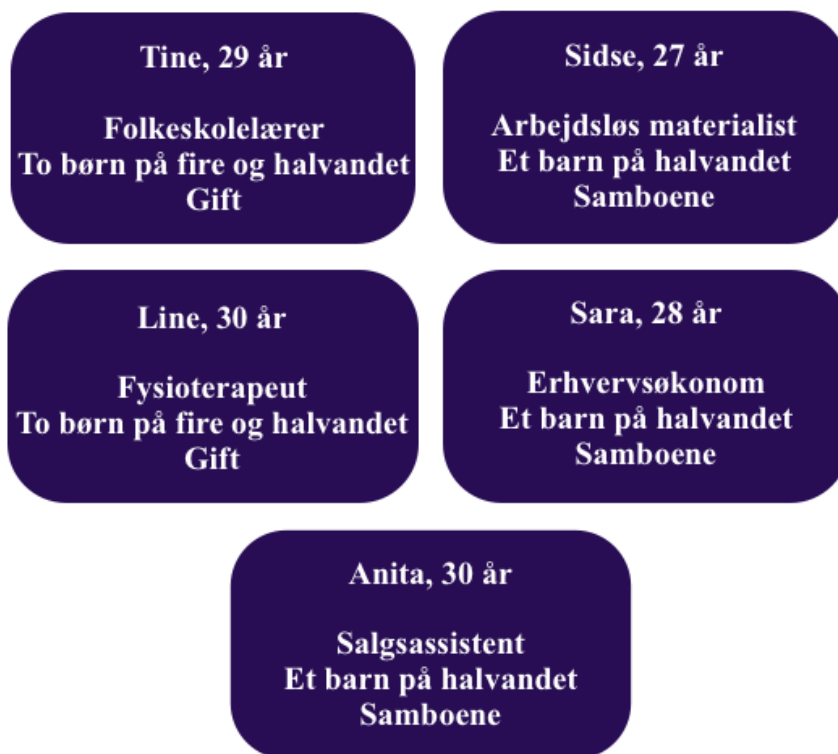 Tine, 29 år
Folkeskolelærer
To børn på fire og halvandet
Gift
Sidse, 27 år
Arbejdsløs materialist
Et barn på halvandet
Samboene
Line, 30 år
Fysioterapeut
To børn på fire og halvandet
Gift
Sara, 28 år
Erhvervsøkonom
Et barn på halvandet
Samboene
Anita, 30 år
Salgsassistent
Et barn på halvandet
Samboene